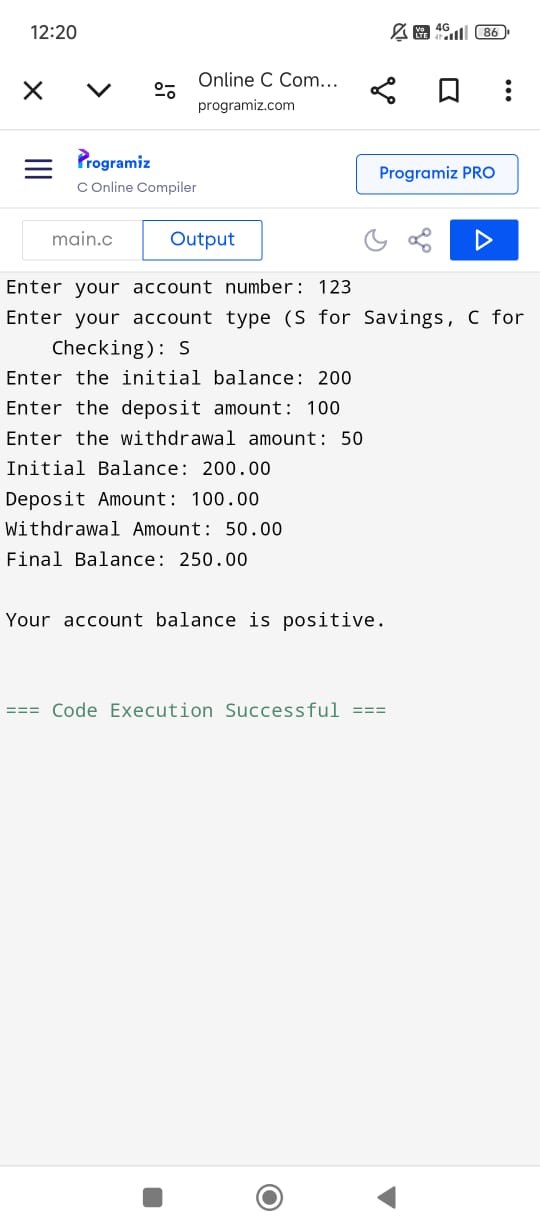 12:20
Vo LTE
4G
86
Online C Com...
programiz.com
Programiz
C Online Compiler
Programiz PRO
main.c
Output
Enter your account number: 123
Enter your account type (S for Savings, C for
Checking): S
Enter the initial balance: 200
Enter the deposit amount: 100
Enter the withdrawal amount: 50
Initial Balance: 200.00
Deposit Amount: 100.00
Withdrawal Amount: 50.00
Final Balance: 250.00
Your account balance is positive.
=== Code Execution Successful ===